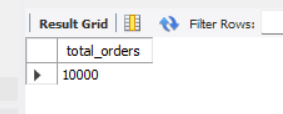 Result Grid Filter Rows:
total_orders
10000